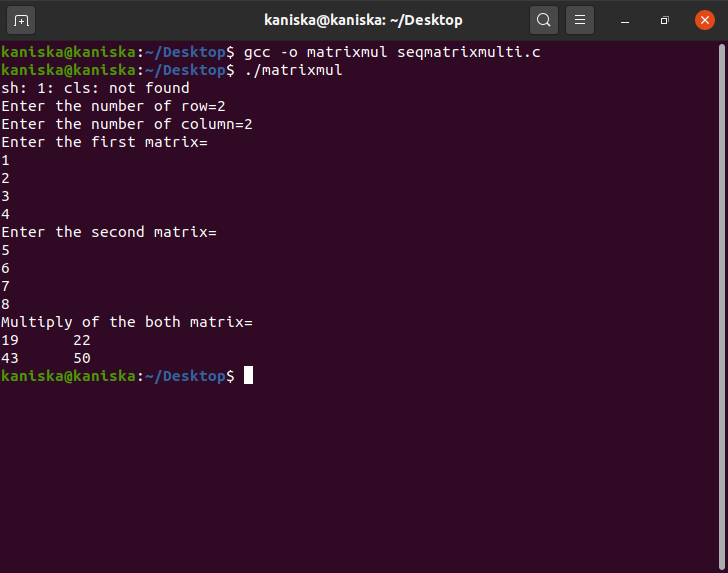 kaniska@kaniska: ~/Desktop
kaniska@kaniska:~/Desktop$ gcc -o matrixmul seqmatrixmulti.c
kaniska@kaniska:~/Desktop$ ./matrixmul
sh: 1: cls: not found
Enter the number of row=2
Enter the number of column=2
Enter the first matrix=
1
2
3
4
Enter the second matrix=
5
6
7
8
Multiply of the both matrix=
19      22
43      50
kaniska@kaniska:~/Desktop$